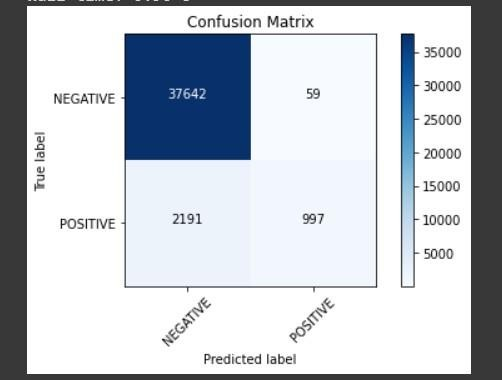 Confusion Matrix
NEGATIVE
37642
59
POSITIVE
2191
997
True label
NEGATIVE
POSITIVE
Predicted label
35000
30000
25000
20000
15000
10000
5000